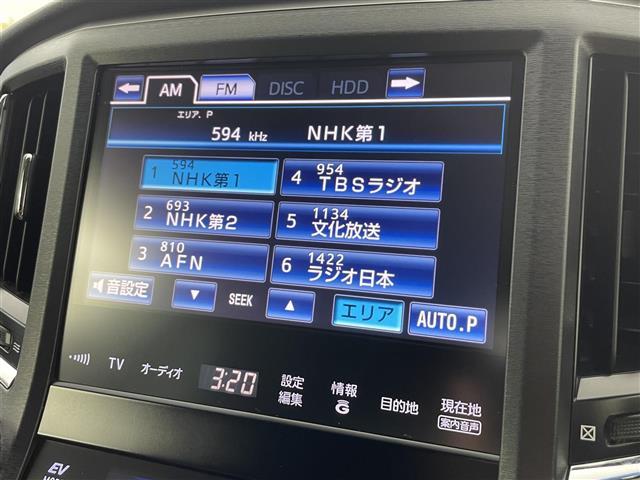 AM FM DISC HDD
エリア.P
594 kHz NHK第1
1 594 NHK第1
4 954 TBSラジオ
2 693 NHK第2
5 1134 文化放送
3 810 AFN
6 1422 ラジオ日本
音設定 SEEK エリア AUTO.P
TV オーディオ 3:20 設定編集 情報 G 目的地 現在地 案内音声
EV